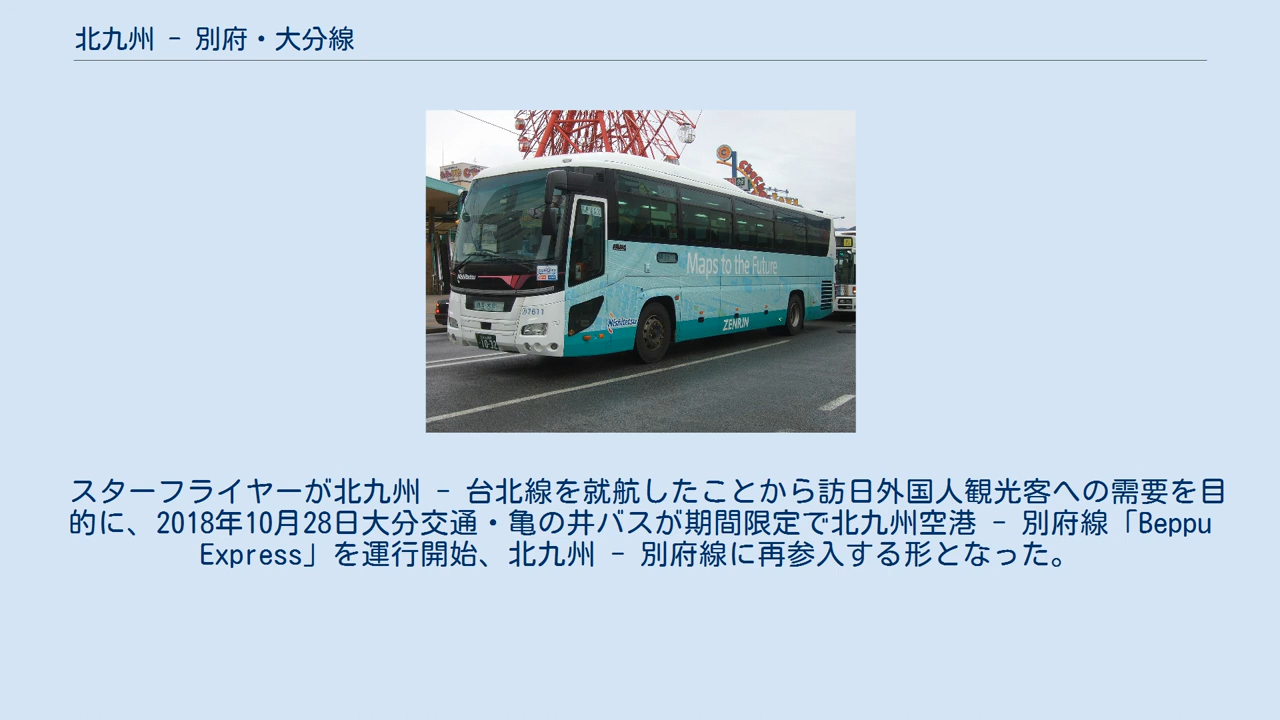 北九州 - 別府・大分線
Maps to the Future
Nishitetsu
7611
Nishitetsu
ZENRIN
10 33
スターフライヤーが北九州 - 台北線を就航したことから訪日外国人観光客への需要を目
的に、2018年10月28日大分交通・亀の井バスが期間限定で北九州空港 - 別府線「Beppu
Express」を運行開始、北九州 - 別府線に再参入する形となった。